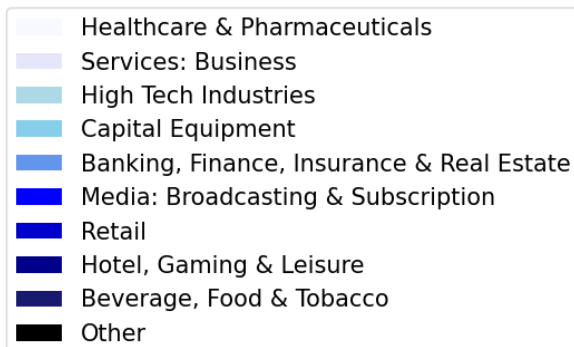 Healthcare & Pharmaceuticals
Services: Business
High Tech Industries
Capital Equipment
Banking, Finance, Insurance & Real Estate
Media: Broadcasting & Subscription
Retail
Hotel, Gaming & Leisure
Beverage, Food & Tobacco
Other